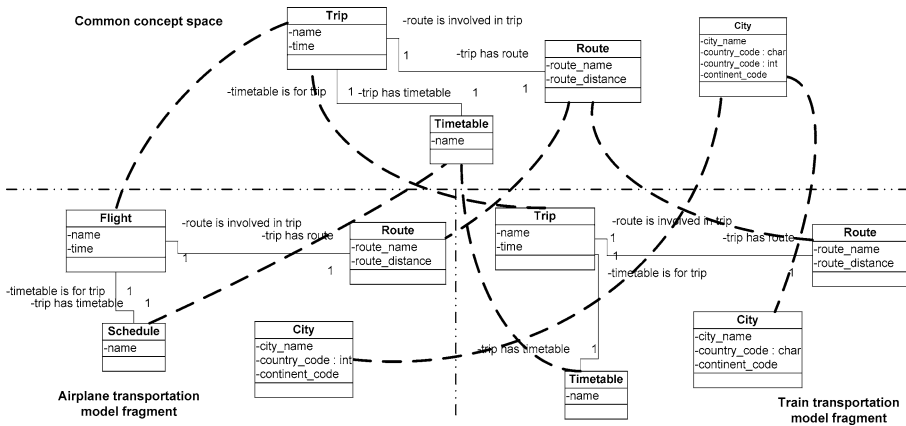 Common concept space
Trip
-name
-time
-route is involved in trip
-trip has route
1
1
Route
-route_name
-route_distance
City
-city_name
-country_code : char
-country_code : int
-continent_code
-timetable is for trip
1
-trip has timetable
1
Timetable
-name
Flight
-name
-time
-route is involved in trip
-trip has route
1
1
Route
-route_name
-route_distance
-timetable is for trip
1
-trip has timetable
1
Schedule
-name
City
-city_name
-country_code : int
-continent_code
Airplane transportation
model fragment
Trip
-name
-time
-route is involved in trip
-trip has route
1
1
Route
-route_name
-route_distance
-timetable is for trip
1
-trip has timetable
1
Timetable
-name
City
-city_name
-country_code : char
-continent_code
Train transportation
model fragment